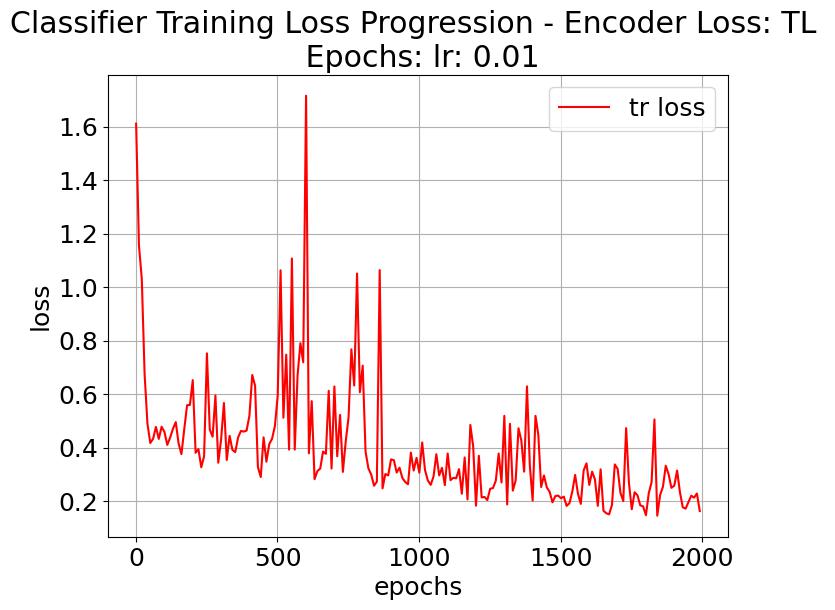 Classifier Training Loss Progression - Encoder Loss: TL
Epochs: lr: 0.01
tr loss
1.6
1.4
1.2
1.0
0.8
0.6
0.4
0.2
loss
0 500 1000 1500 2000
epochs